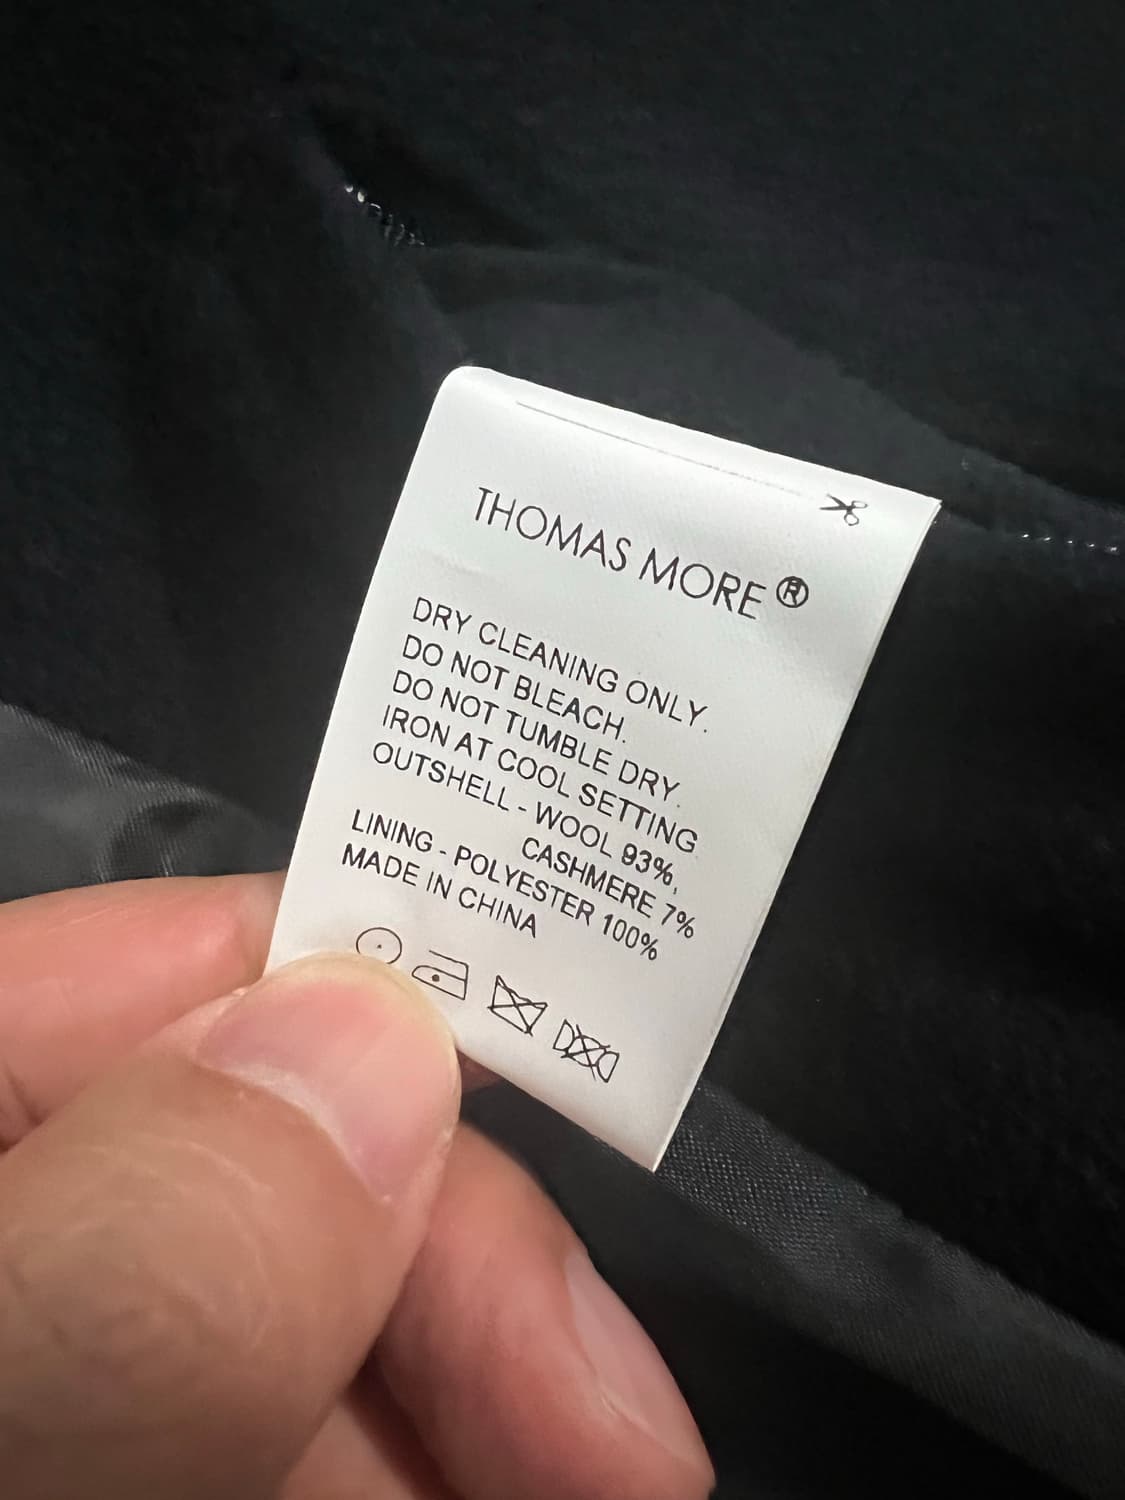 THOMAS MORE ®
DRY CLEANING ONLY.
DO NOT BLEACH.
DO NOT TUMBLE DRY.
IRON AT COOL SETTING
OUTSHELL - WOOL 93%,
CASHMERE 7%
LINING - POLYESTER 100%
MADE IN CHINA